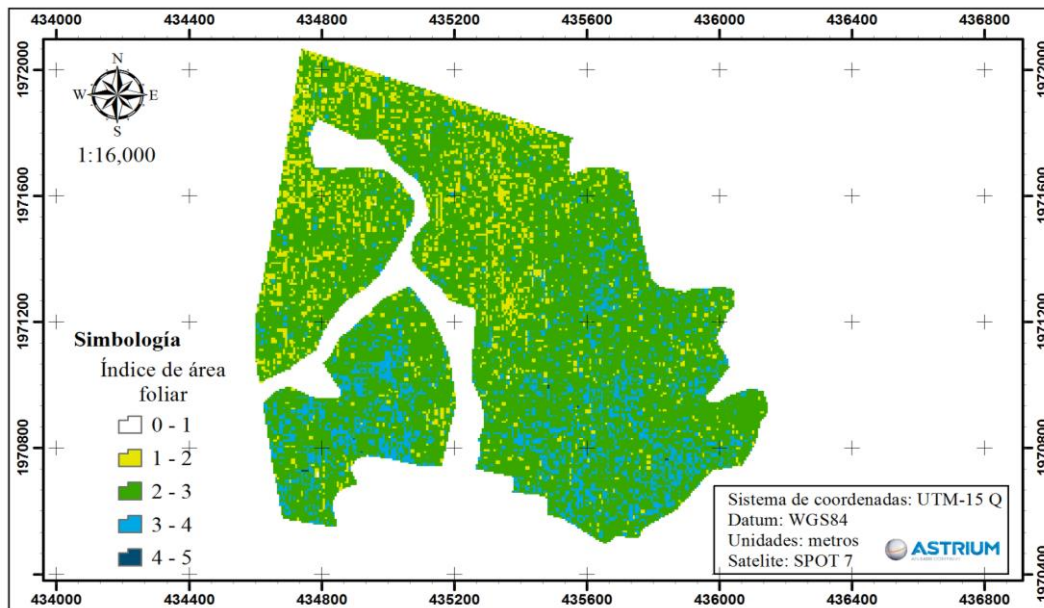 434000 434400 434800 435200 435600 436000 436400 436800
1972000 1972000
N
W E
S
1:16,000
1971600 1971600
1971200 1971200
Simbología
Índice de área
foliar
0 - 1
1 - 2
2 - 3
3 - 4
4 - 5
1970800 1970800
Sistema de coordenadas: UTM-15 Q
Datum: WGS84
Unidades: metros
Satelite: SPOT 7
ASTRIUM
1970400 1970400
434000 434400 434800 435200 435600 436000 436400 436800